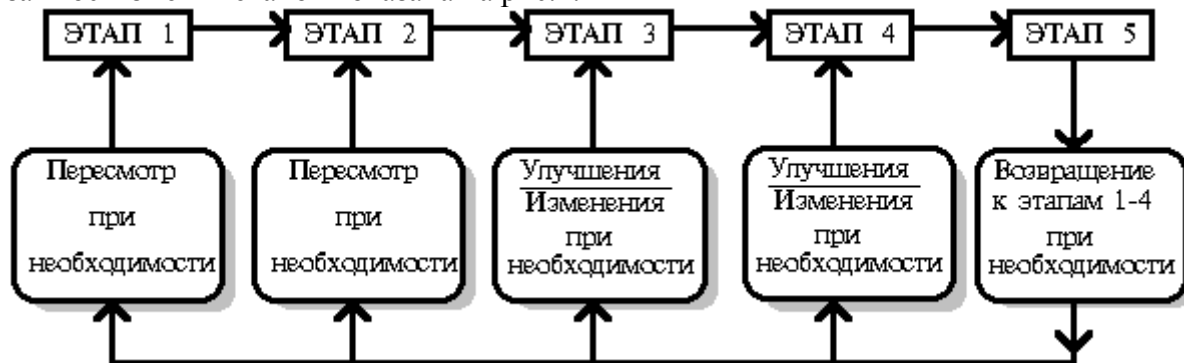 ЭТАП 1
ЭТАП 2
ЭТАП 3
ЭТАП 4
ЭТАП 5
Пересмотр
при
необходимости
Пересмотр
при
необходимости
Улучшения
Изменения
при
необходимости
Улучшения
Изменения
при
необходимости
Возвращение
к этапам 1-4
при
необходимости